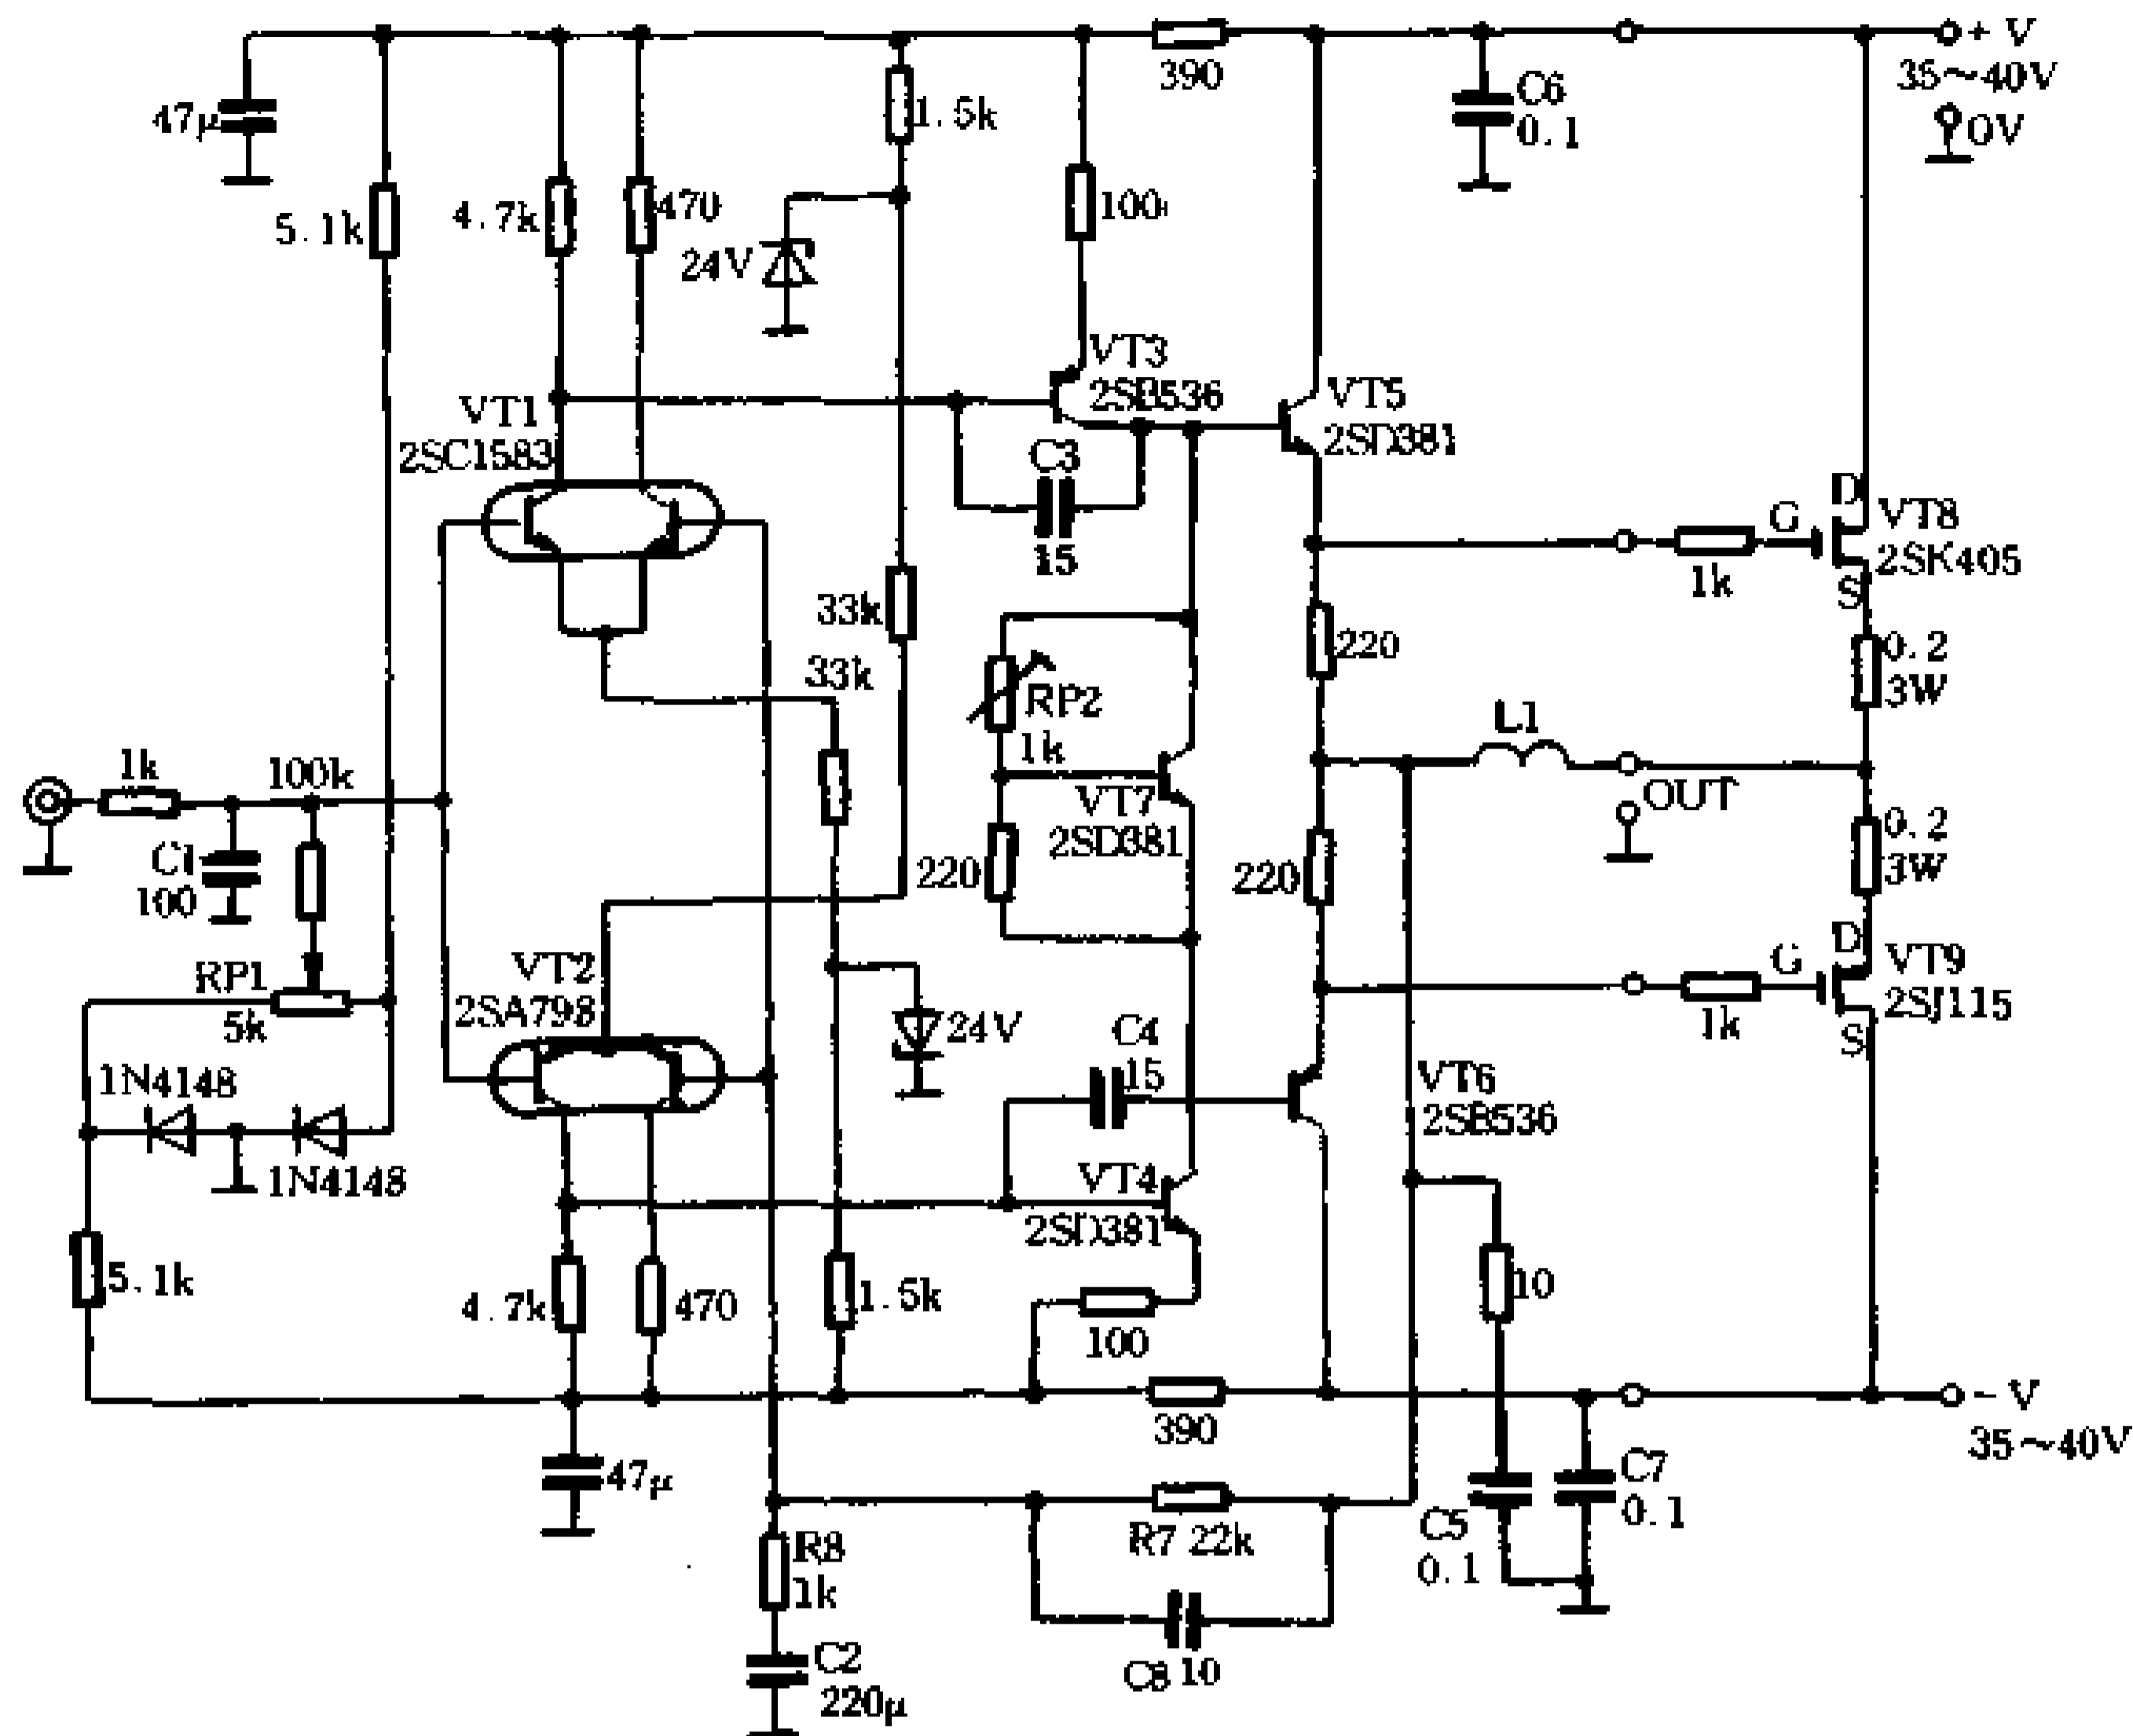 47μ
5.1k
4.7k
470
1.5k
24V
100
390
C6
0.1
+ V
35~40V
0V
VT1
2SC1583
VT3
2SB536
C3
15
VT5
2SD381
D
G
S
1k
VT8
2SK405
33k
33k
220
0.2
3W
RP2
1k
L1
OUT
1k
100k
C1
100
VT7
2SD381
220
220
0.2
3W
RP1
5k
VT2
2SA798
24V
C4
15
D
G
S
1k
VT9
2SJ115
1N4148
1N4148
VT6
2SB536
VT4
2SD381
5.1k
4.7k
470
1.5k
100
10
390
- V
35~40V
47μ
R8
1k
R7 22k
C5
0.1
C7
0.1
C2
220μ
C8 10